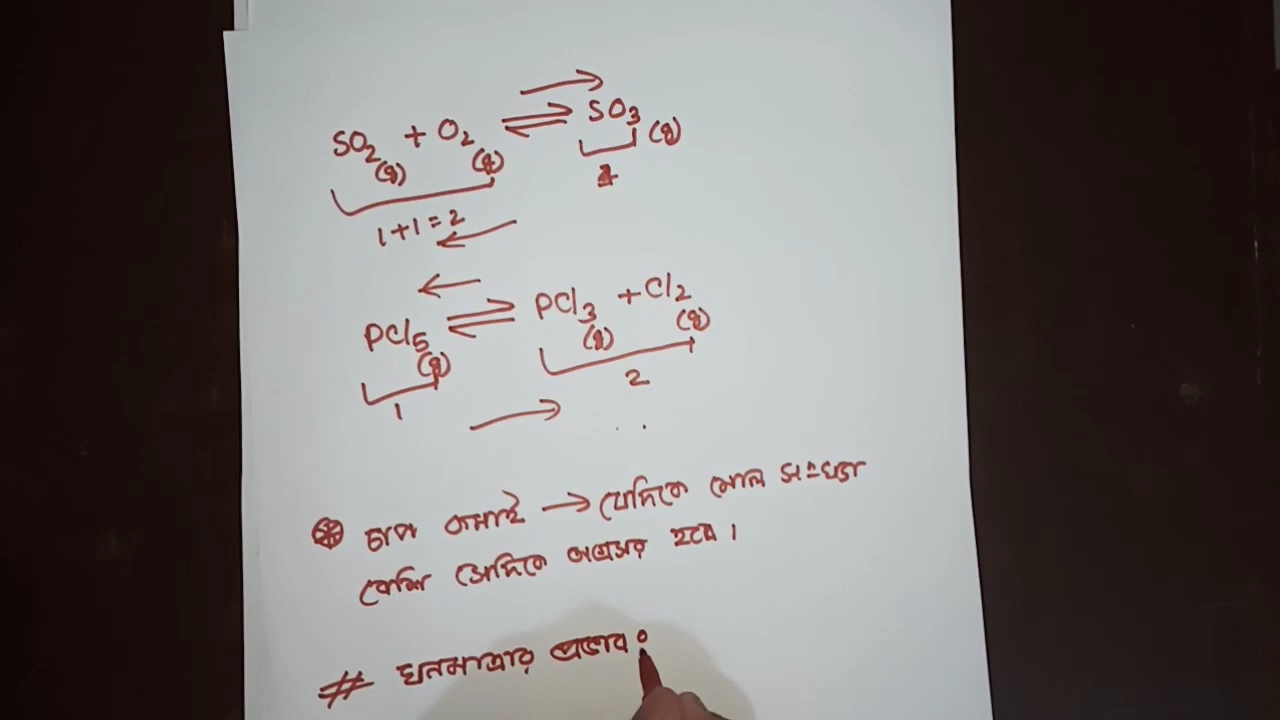 SO₂(g) + O₂(g) ⇌ SO₃(g)
1+1=2
PCl₅(g) ⇌ PCl₃(g) + Cl₂(g)
1 2
চাপ কমাই → যেদিকে মোল সংখ্যা
বেশি সেদিকে অগ্রসর হবে।
# ঘনমাত্রার প্রভাব ঃ